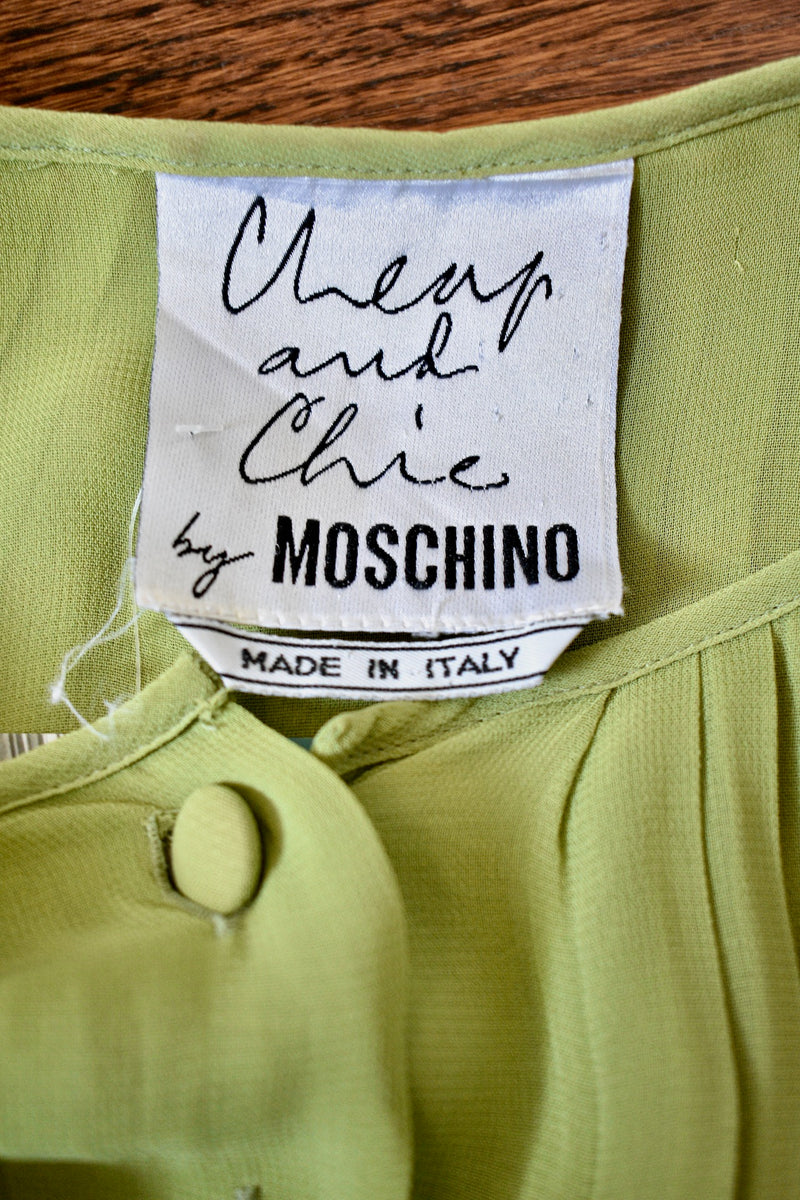 Cheap
and
Chic
by MOSCHINO
MADE IN ITALY